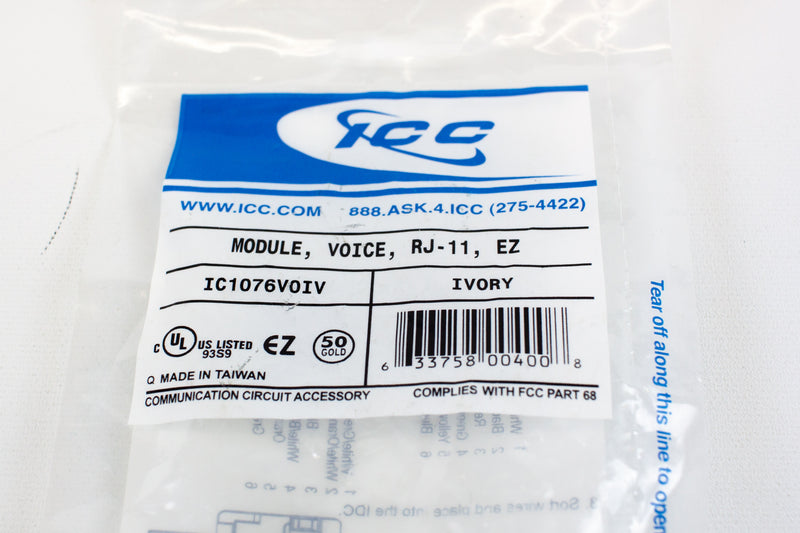 ICC
WWW.ICC.COM 888.ASK.4.ICC (275-4422)
MODULE, VOICE, RJ-11, EZ
IC1076V0IV
IVORY
C UL US LISTED
93S9
EZ
50
GOLD
6 33758 00400 8
Q MADE IN TAIWAN
COMMUNICATION CIRCUIT ACCESSORY
COMPLIES WITH FCC PART 68
Tear off along this line to open
3. Sort wires and place into the IDC.